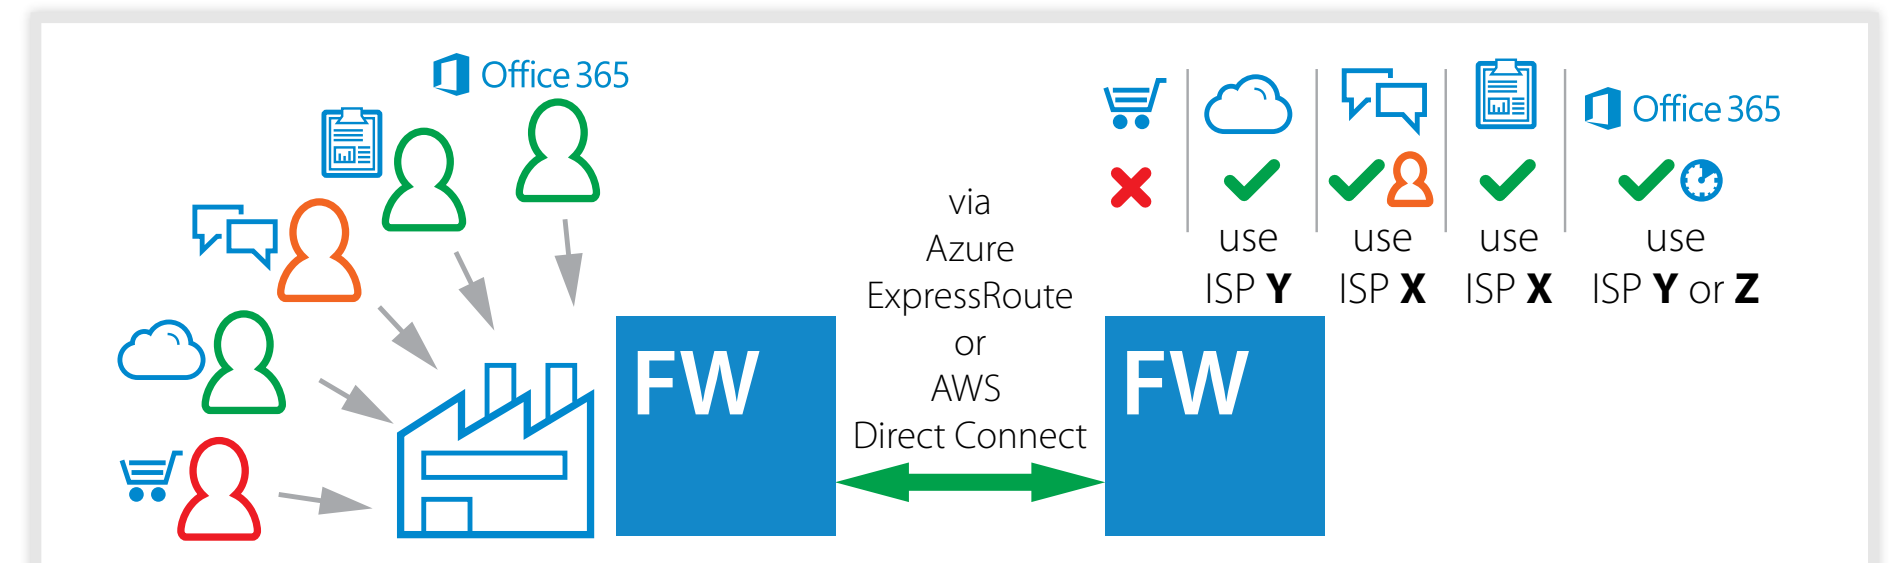 Office 365
Office 365
via
Azure
ExpressRoute
or
AWS
Direct Connect
use
ISP Y
use
ISP X
use
ISP X
use
ISP Y or Z
FW
FW